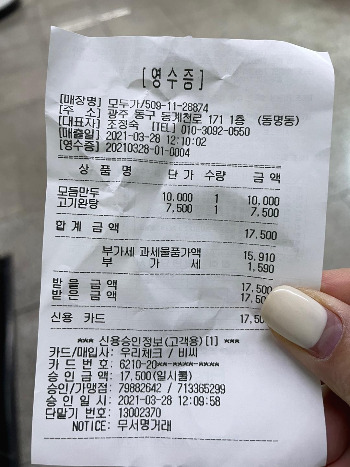 [영수증]
[매장명] 모두가/509-11-28874
[주 소] 광주 동구 동계천로 171 1층 (동명동)
[대표자] 조정숙 [TEL] 010-3092-0550
[매출일] 2021-03-28 12:10:02
[영수증] 20210328-01-0004
상 품 명 단 가 수량 금 액
모듬만두 10,000 1 10,000
고기완탕 7,500 1 7,500
합 계 금 액 17,500
부가세 과세물품가액 15,910
부 가 세 1,590
받을 금 액 17,500
받은 금 액 17,50
신용 카드 17,50
*** 신용승인정보(고객용) [1] ***
카드/매입사: 우리체크 / 비씨
카 드 번 호: 6210-20**-****-****
승 인 금 액: 17,500(일시불)
승인/가맹점: 79882642 / 713365299
승 인 일 시: 2021-03-28 12:09:58
단말기 번호: 13002370
NOTICE: 무서명거래